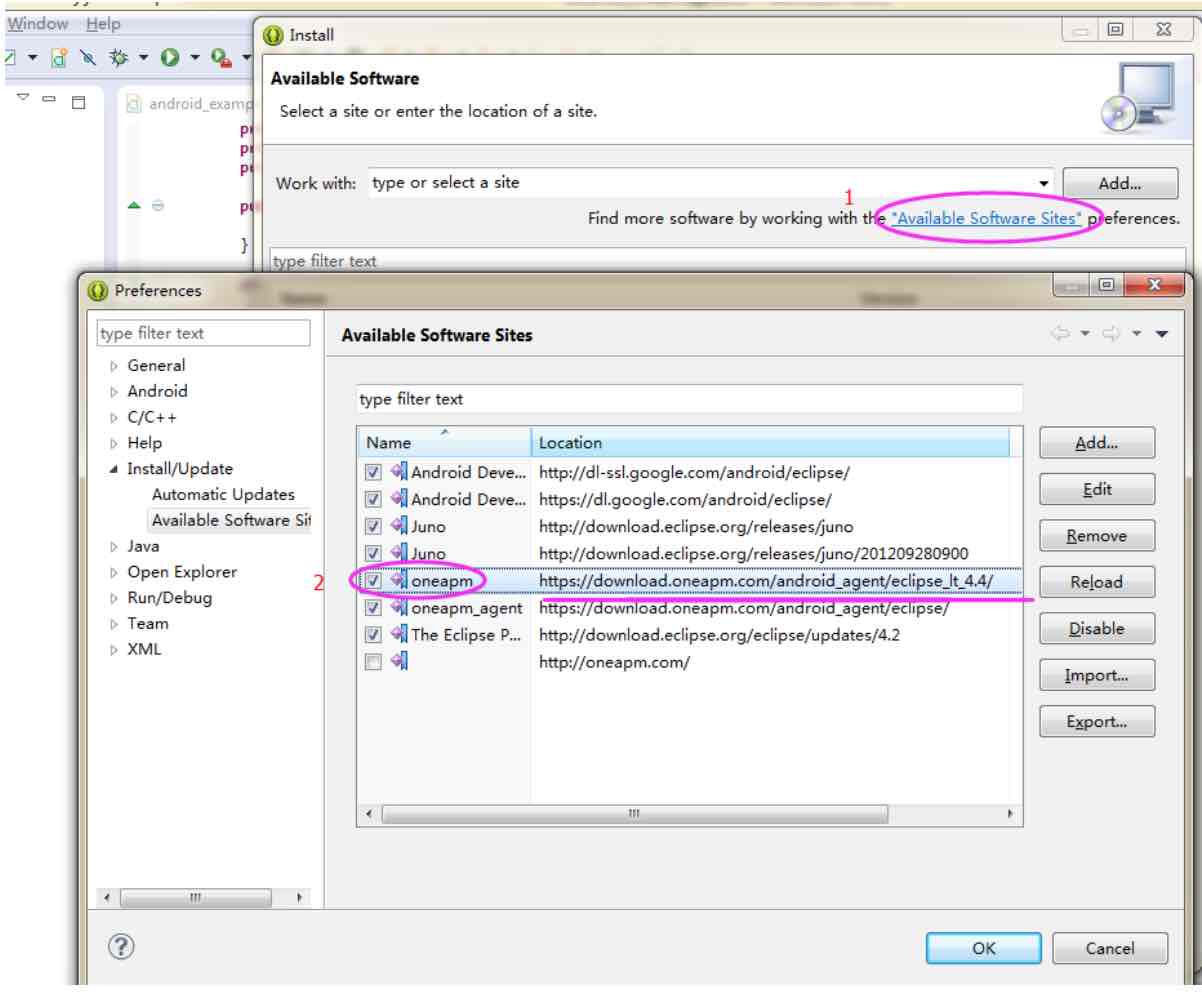 Window Help
Install
Available Software
Select a site or enter the location of a site.
android_examp
Work with: type or select a site Add...
1
Find more software by working with the "Available Software Sites" preferences.
}
type filter text
Preferences
type filter text
General
Android
C/C++
Help
Install/Update
Automatic Updates
Available Software Sit
Java
Open Explorer
Run/Debug
Team
XML
Available Software Sites
type filter text
Name Location
Android Deve... http://dl-ssl.google.com/android/eclipse/
Android Deve... https://dl.google.com/android/eclipse/
Juno http://download.eclipse.org/releases/juno
Juno http://download.eclipse.org/releases/juno/201209280900
2
oneapm https://download.oneapm.com/android_agent/eclipse_lt_4.4/
oneapm_agent https://download.oneapm.com/android_agent/eclipse/
The Eclipse P... http://download.eclipse.org/eclipse/updates/4.2
http://oneapm.com/
Add...
Edit
Remove
Reload
Disable
Import...
Export...
OK Cancel